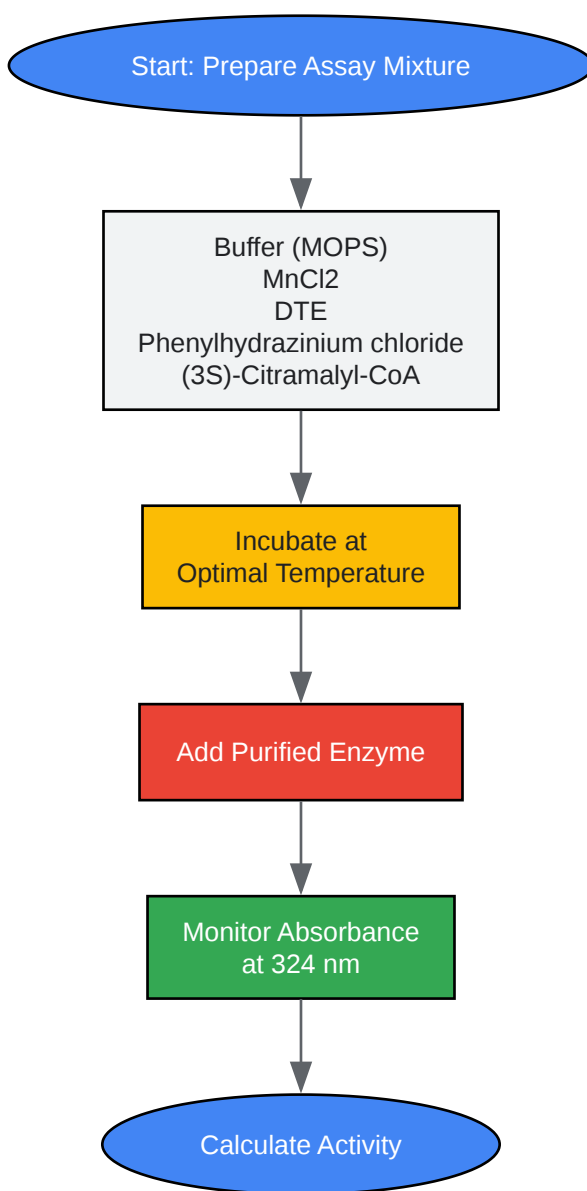 Start: Prepare Assay Mixture
Buffer (MOPS)
MnCl2
DTE
Phenylhydrazinium chloride
(3S)-Citramalyl-CoA
Incubate at
Optimal Temperature
Add Purified Enzyme
Monitor Absorbance
at 324 nm
Calculate Activity